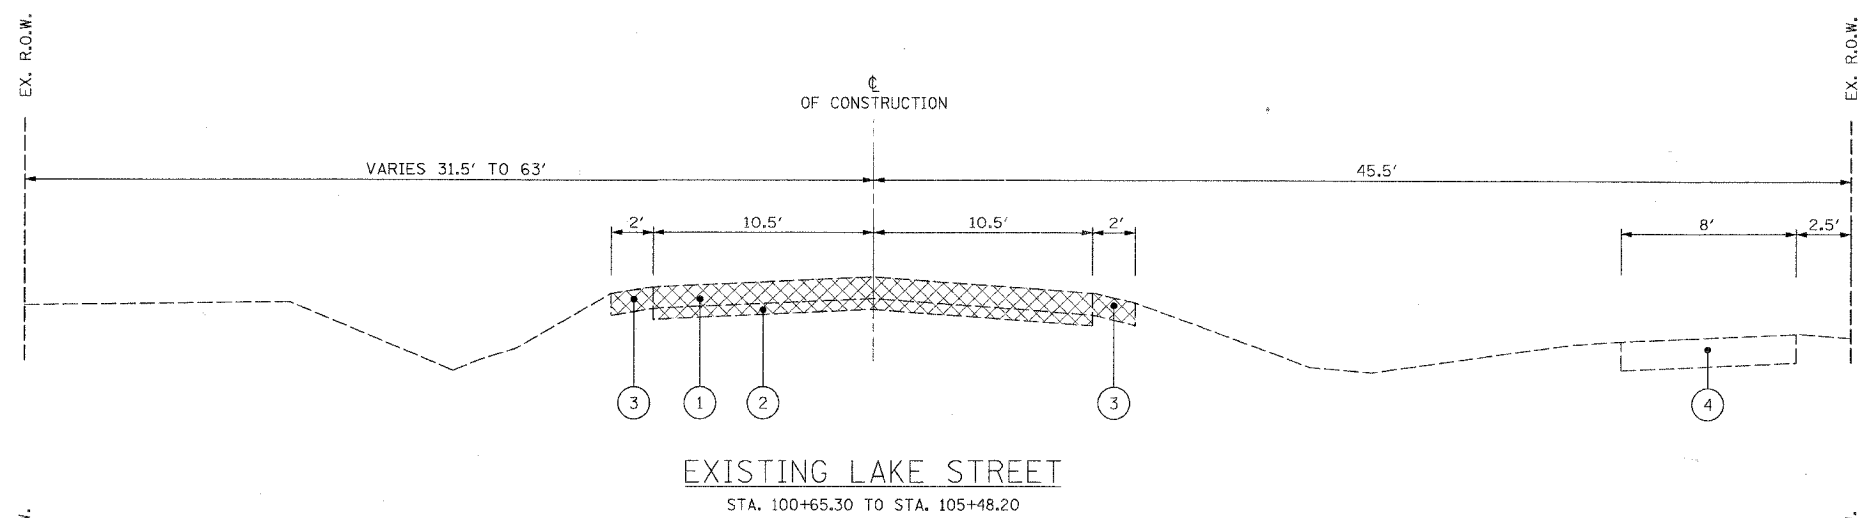 EX. R.O.W.
EX. R.O.W.
℄
OF CONSTRUCTION
VARIES 31.5' TO 63'
45.5'
2'
10.5'
10.5'
2'
8'
2.5'
3
1
2
3
4
EXISTING LAKE STREET
STA. 100+65.30 TO STA. 105+48.20